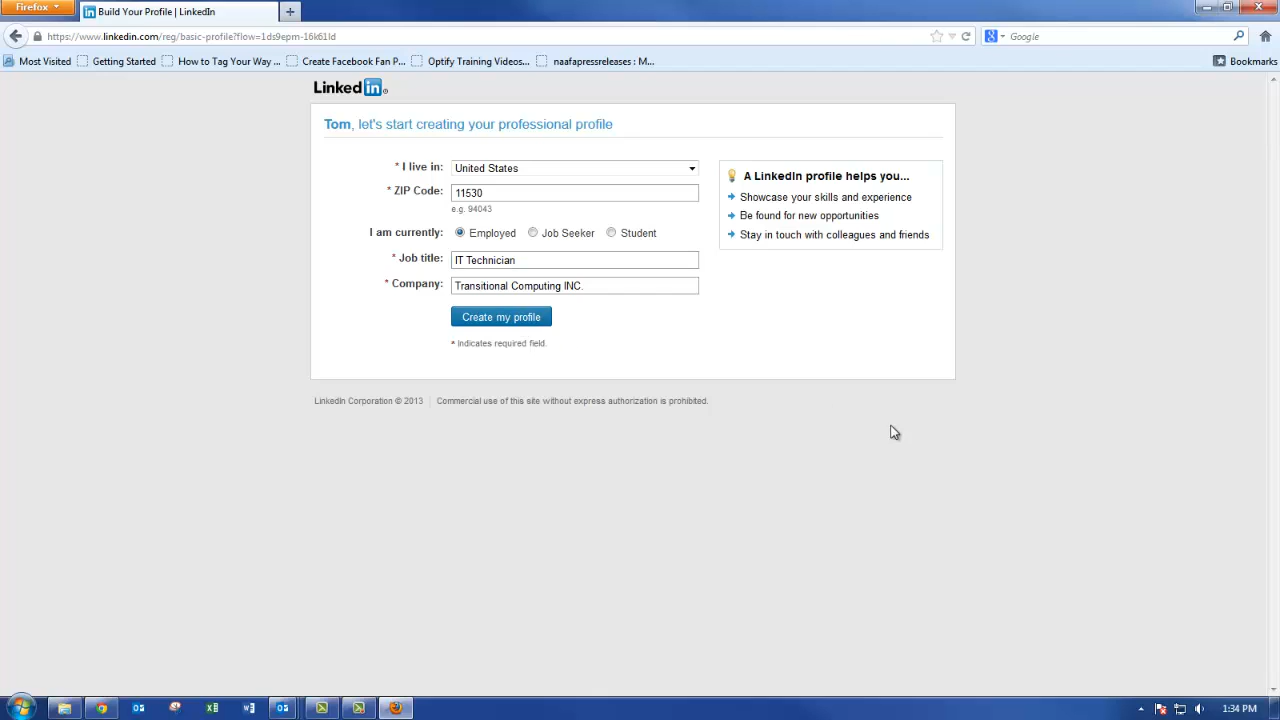 Firefox
Build Your Profile | LinkedIn
https://www.linkedin.com/reg/basic-profile?flow=1ds9epm-16k61ld
Google
Most Visited
Getting Started
How to Tag Your Way ...
Create Facebook Fan P...
Optify Training Videos...
naafapressreleases : M...
Bookmarks
Linked in
Tom, let's start creating your professional profile
* I live in: United States
* ZIP Code: 11530
e.g. 94043
I am currently: Employed Job Seeker Student
* Job title: IT Technician
* Company: Transitional Computing INC.
Create my profile
* Indicates required field.
A LinkedIn profile helps you...
Showcase your skills and experience
Be found for new opportunities
Stay in touch with colleagues and friends
LinkedIn Corporation © 2013 | Commercial use of this site without express authorization is prohibited.
1:34 PM